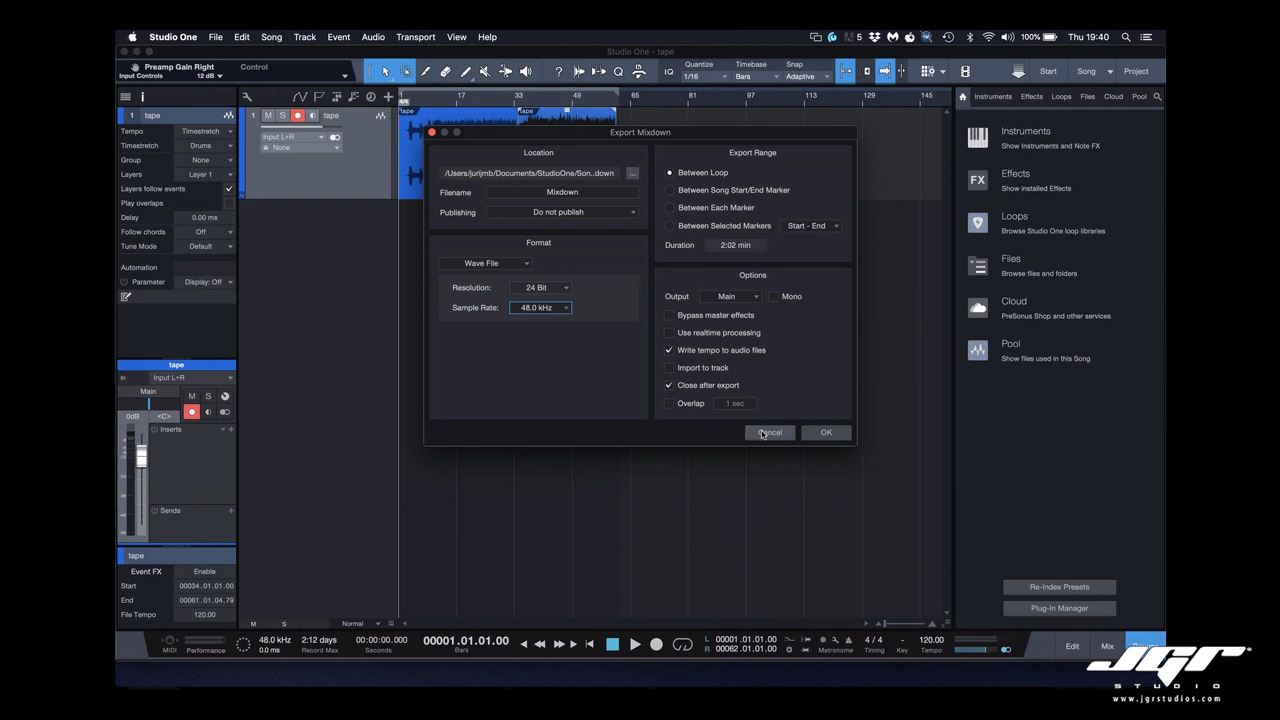 Studio One File Edit Song Track Event Audio Transport View Help
5 100% Thu 19:40
Studio One - tape
Preamp Gain Right Control
Input Controls 12 dB
IQ Quantize 1/16 Timebase Bars Snap Adaptive
Start Song Project
1 17 33 49 65 81 97 113 129 145
Instruments Effects Loops Files Cloud Pool
1 tape
Tempo Timestretch
Timestretch Drums
Group None
Layers Layer 1
Layers follow events
Play overlaps
Delay 0.00 ms
Follow chords Off
Tune Mode Default
Automation
Parameter Display: Off
1 M S tape
Input L+R
None
tape tape
Export Mixdown
Location
/Users/jurijmb/Documents/StudioOne/Son..down ...
Filename Mixdown
Publishing Do not publish
Format
Wave File
Resolution: 24 Bit
Sample Rate: 48.0 kHz
Export Range
Between Loop
Between Song Start/End Marker
Between Each Marker
Between Selected Markers Start - End
Duration 2:02 min
Options
Output Main Mono
Bypass master effects
Use realtime processing
Write tempo to audio files
Import to track
Close after export
Overlap 1 sec
Cancel OK
Instruments
Show Instruments and Note FX
FX Effects
Show installed Effects
Loops
Browse Studio One loop libraries
Files
Browse files and folders
Cloud
PreSonus Shop and other services
Pool
Show files used in this Song
Re-Index Presets
Plug-In Manager
tape
In Input L+R
Main M S
0dB <C>
Inserts
Sends
tape
Event FX Enable
Start 00034 .01.01.00
End 00061 .01.04.79
File Tempo 120.00
M S Normal
MIDI Performance
48.0 kHz
0.0 ms
2:12 days
Record Max
00:00:00.000
Seconds
00001.01.01.00
Bars
L 00001.01.01.00
R 00062.01.01.00
Metronome
4 / 4
Timing
-
Key
120.00
Tempo
Edit Mix Browse
JGR
STUDIO
www.jgrstudios.com